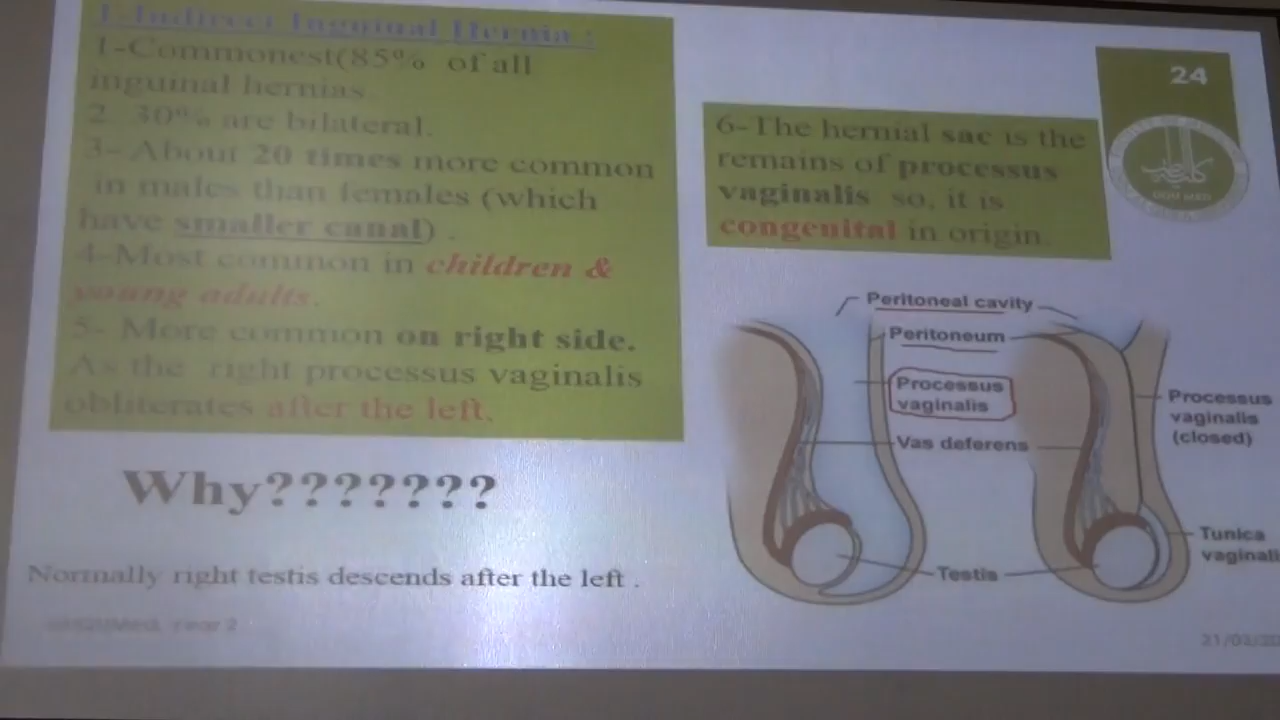 1-Indirect Inguinal Hernia :
1-Commonest(85% of all
inguinal hernias.
2. 30% are bilateral.
3- About 20 times more common
in males than females (which
have smaller canal) .
4-Most common in children &
young adults.
5- More common on right side.
As the right processus vaginalis
obliterates after the left.
Why???????
Normally right testis descends after the left .
24
6-The hernial sac is the
remains of processus
vaginalis so, it is
congenital in origin.
Peritoneal cavity
Peritoneum
Processus
vaginalis
Vas deferens
Testis
Processus
vaginalis
(closed)
Tunica
vaginali